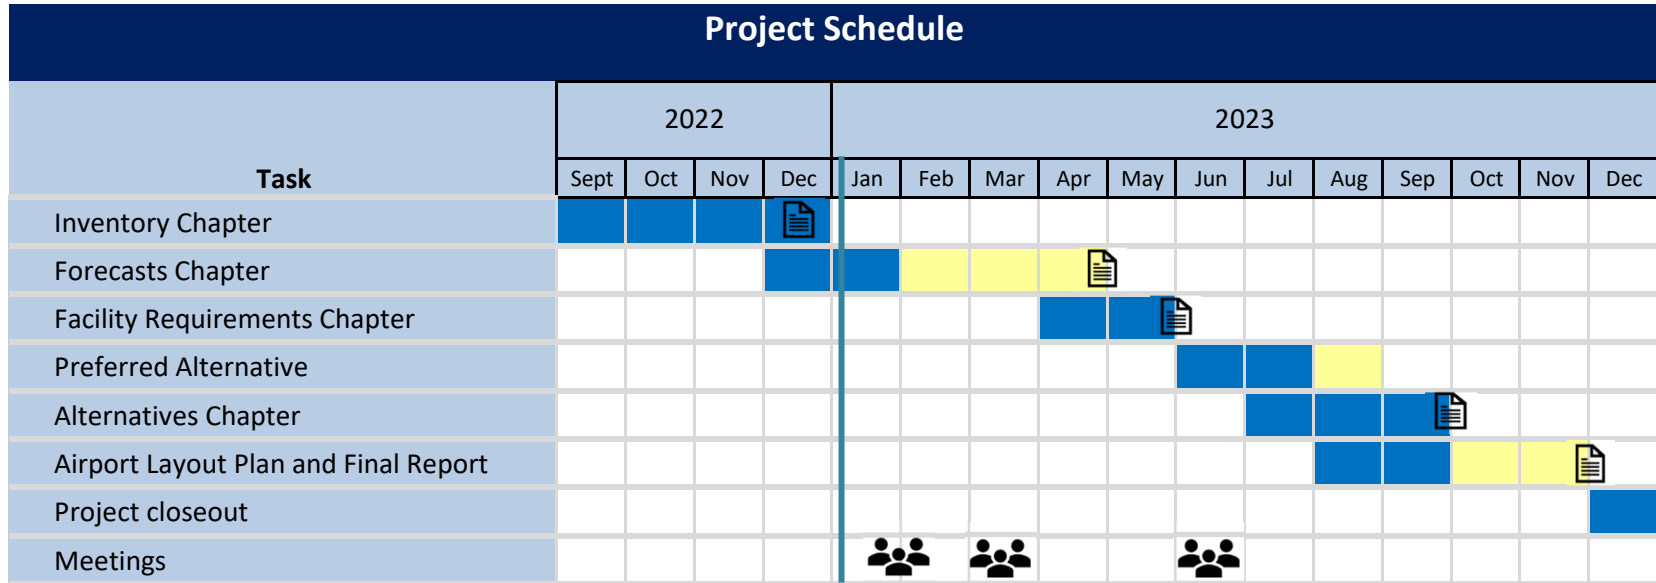 Project Schedule
2022 2023
Task Sept Oct Nov Dec Jan Feb Mar Apr May Jun Jul Aug Sep Oct Nov Dec
Inventory Chapter
Forecasts Chapter
Facility Requirements Chapter
Preferred Alternative
Alternatives Chapter
Airport Layout Plan and Final Report
Project closeout
Meetings